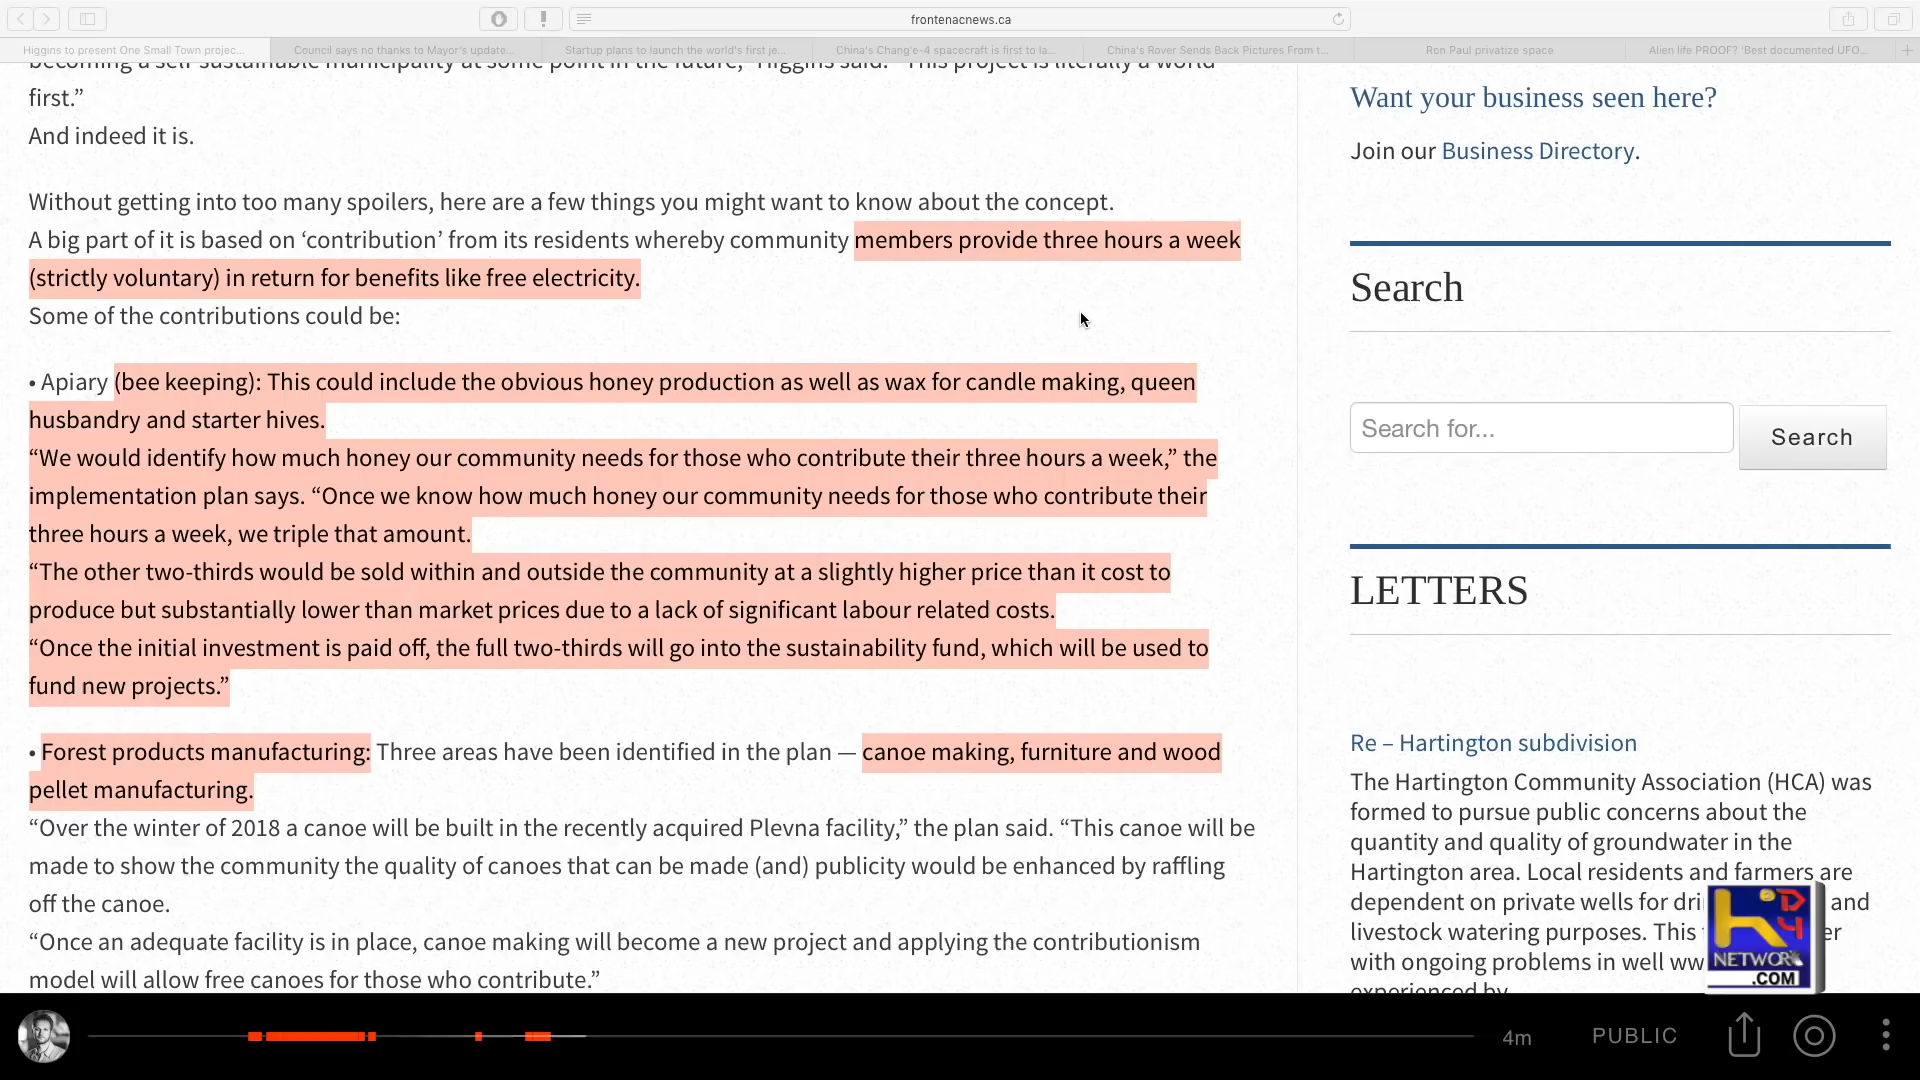 frontenacnews.ca
Higgins to present One Small Town projec...
Council says no thanks to Mayor's update...
Startup plans to launch the world's first je...
China's Chang'e-4 spacecraft is first to la...
China's Rover Sends Back Pictures From t...
Ron Paul privatize space
Alien life PROOF? 'Best documented UFO...
becoming a self-sustainable municipality at some point in the future,” Higgins said. “This project is literally a world
first.”
And indeed it is.
Without getting into too many spoilers, here are a few things you might want to know about the concept.
A big part of it is based on ‘contribution’ from its residents whereby community members provide three hours a week
(strictly voluntary) in return for benefits like free electricity.
Some of the contributions could be:
• Apiary (bee keeping): This could include the obvious honey production as well as wax for candle making, queen
husbandry and starter hives.
“We would identify how much honey our community needs for those who contribute their three hours a week,” the
implementation plan says. “Once we know how much honey our community needs for those who contribute their
three hours a week, we triple that amount.
“The other two-thirds would be sold within and outside the community at a slightly higher price than it cost to
produce but substantially lower than market prices due to a lack of significant labour related costs.
“Once the initial investment is paid off, the full two-thirds will go into the sustainability fund, which will be used to
fund new projects.”
• Forest products manufacturing: Three areas have been identified in the plan — canoe making, furniture and wood
pellet manufacturing.
“Over the winter of 2018 a canoe will be built in the recently acquired Plevna facility,” the plan said. “This canoe will be
made to show the community the quality of canoes that can be made (and) publicity would be enhanced by raffling
off the canoe.
“Once an adequate facility is in place, canoe making will become a new project and applying the contributionism
model will allow free canoes for those who contribute.”
Want your business seen here?
Join our Business Directory.
Search
Search for...
Search
LETTERS
Re – Hartington subdivision
The Hartington Community Association (HCA) was
formed to pursue public concerns about the
quantity and quality of groundwater in the
Hartington area. Local residents and farmers are
dependent on private wells for dri and
livestock watering purposes. This er
with ongoing problems in well ww
experienced by
NETWORK
.COM
4m
PUBLIC